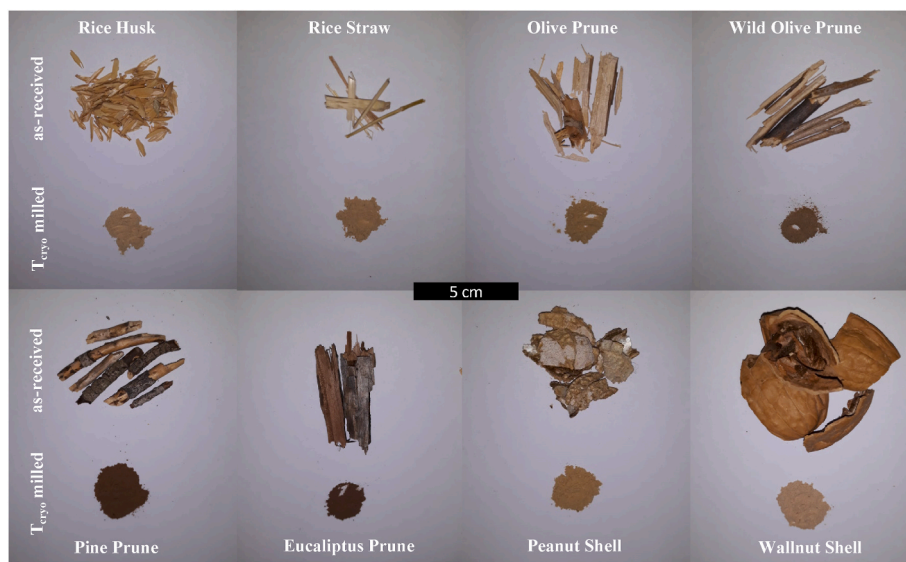 Rice Husk
Rice Straw
Olive Prune
Wild Olive Prune
as-received
Tcryo milled
5 cm
as-received
Tcryo milled
Pine Prune
Eucaliptus Prune
Peanut Shell
Wallnut Shell